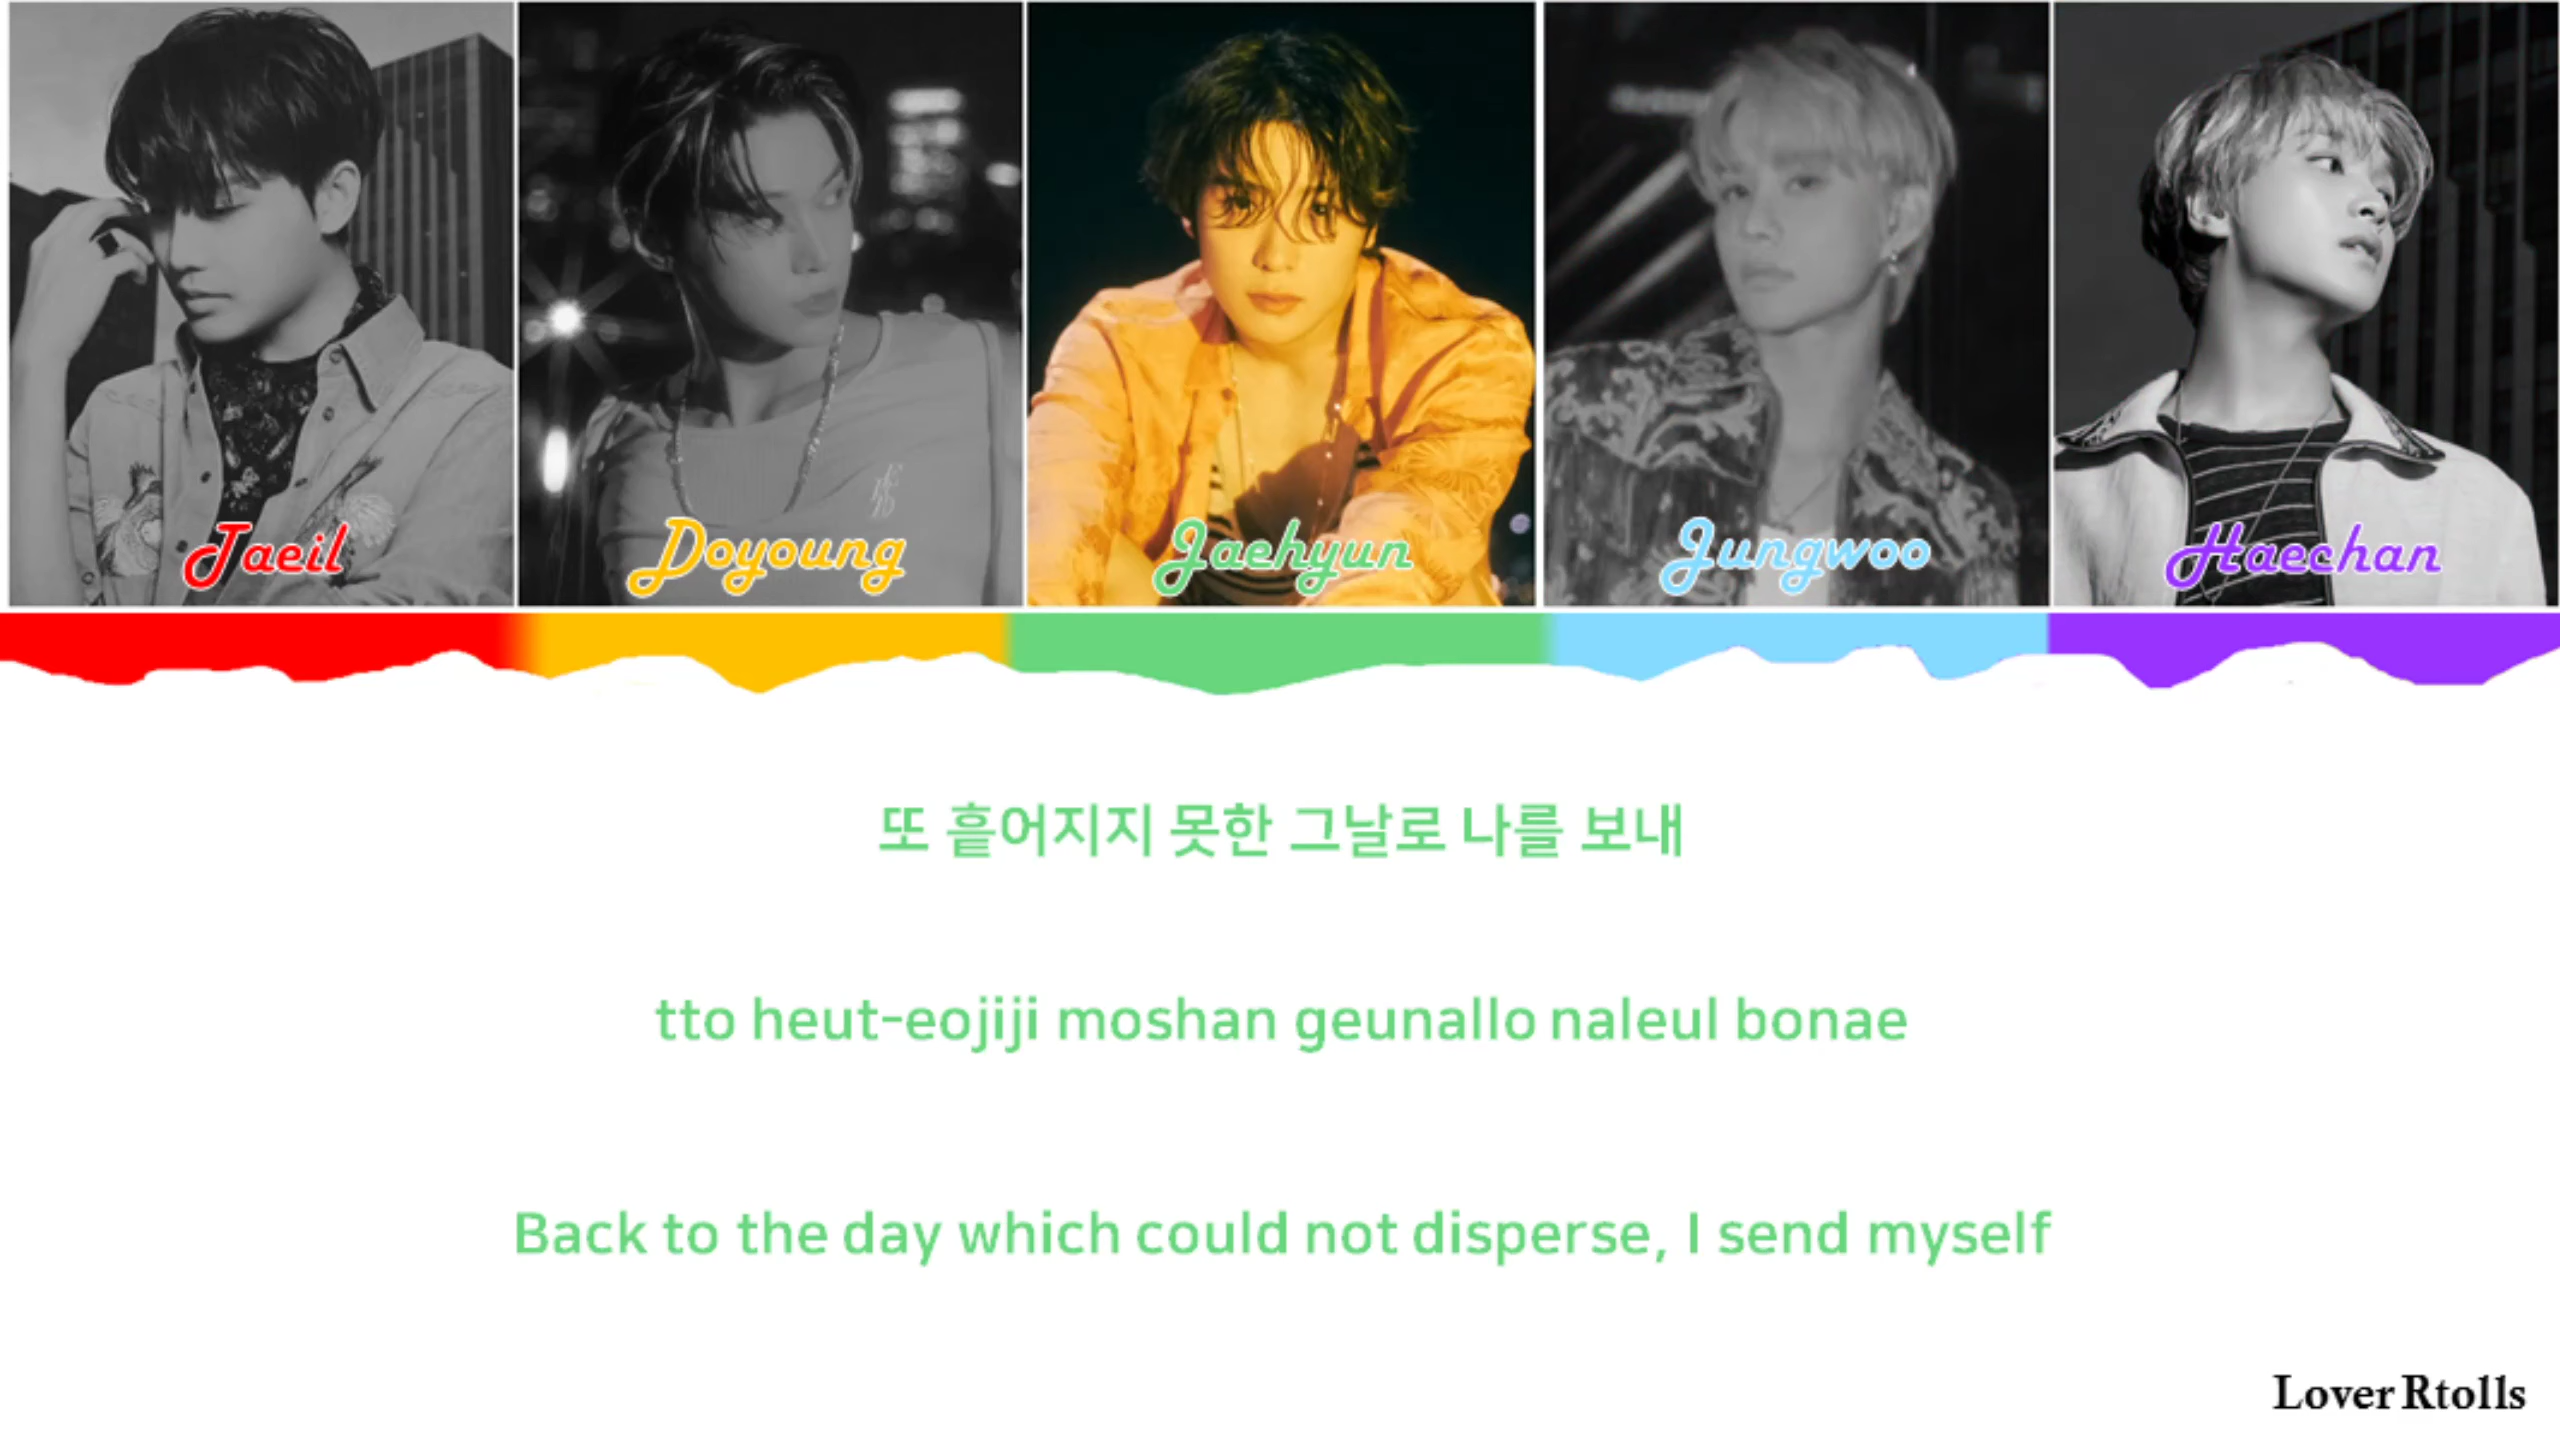 Taeil
Doyoung
Jaehyun
Jungwoo
Haechan
또 흩어지지 못한 그날로 나를 보내
tto heut-eojiji moshan geunallo naleul bonae
Back to the day which could not disperse, I send myself
Lover Rtolls